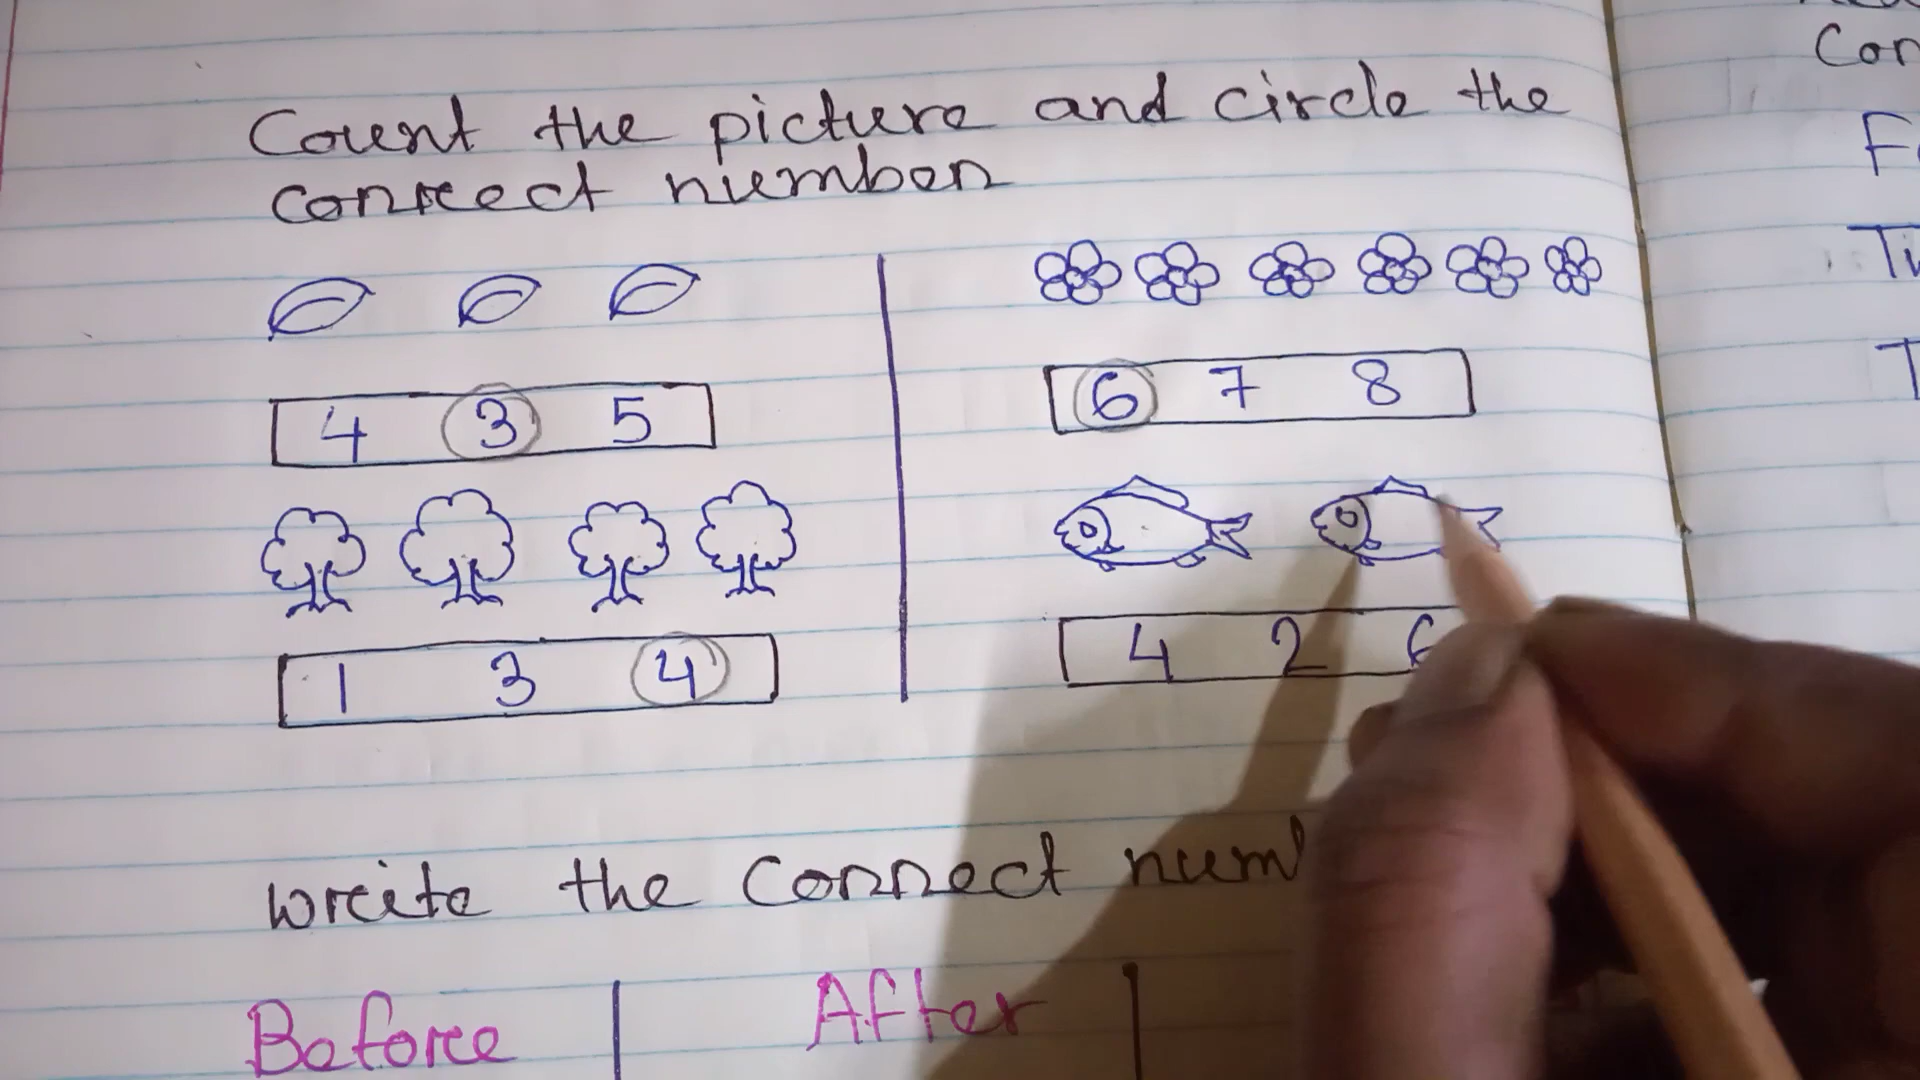 Count the picture and circle the
correct number
4 3 5
6 7 8
1 3 4
4 2 6
write the correct
Before After
Con